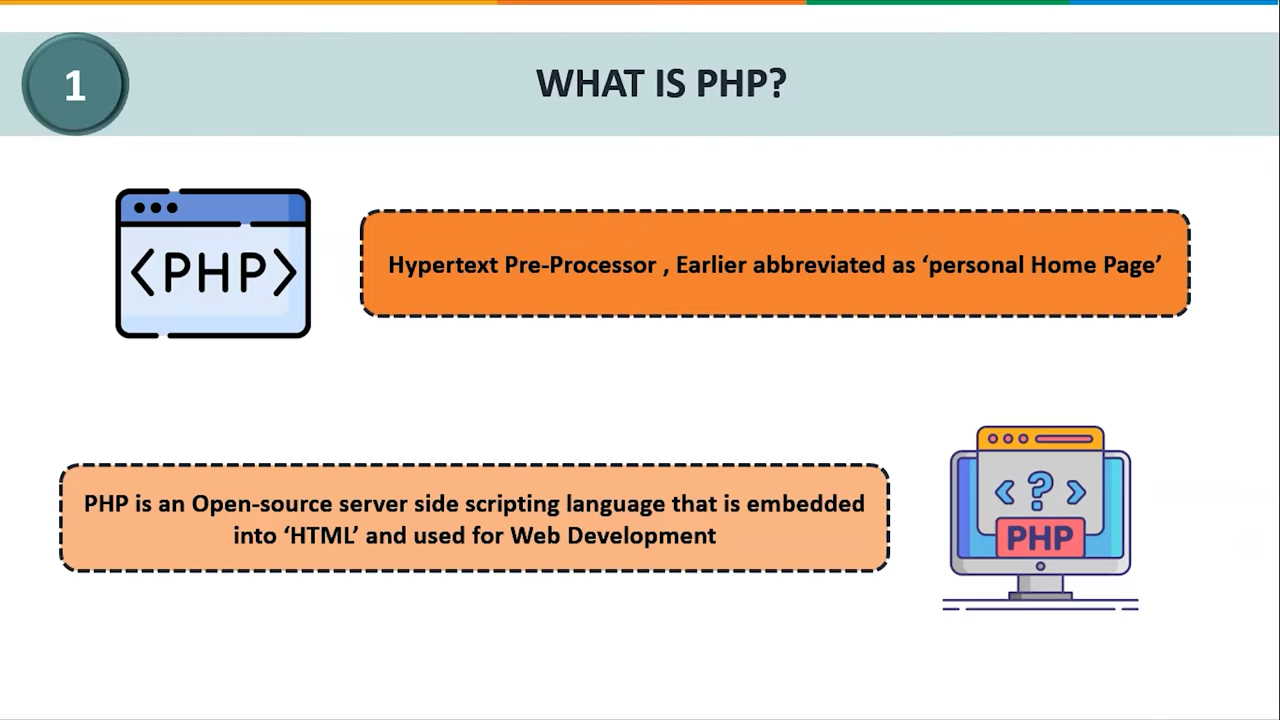 1
WHAT IS PHP?
<PHP>
Hypertext Pre-Processor , Earlier abbreviated as ‘personal Home Page’
PHP is an Open-source server side scripting language that is embedded
into ‘HTML’ and used for Web Development
< ? >
PHP